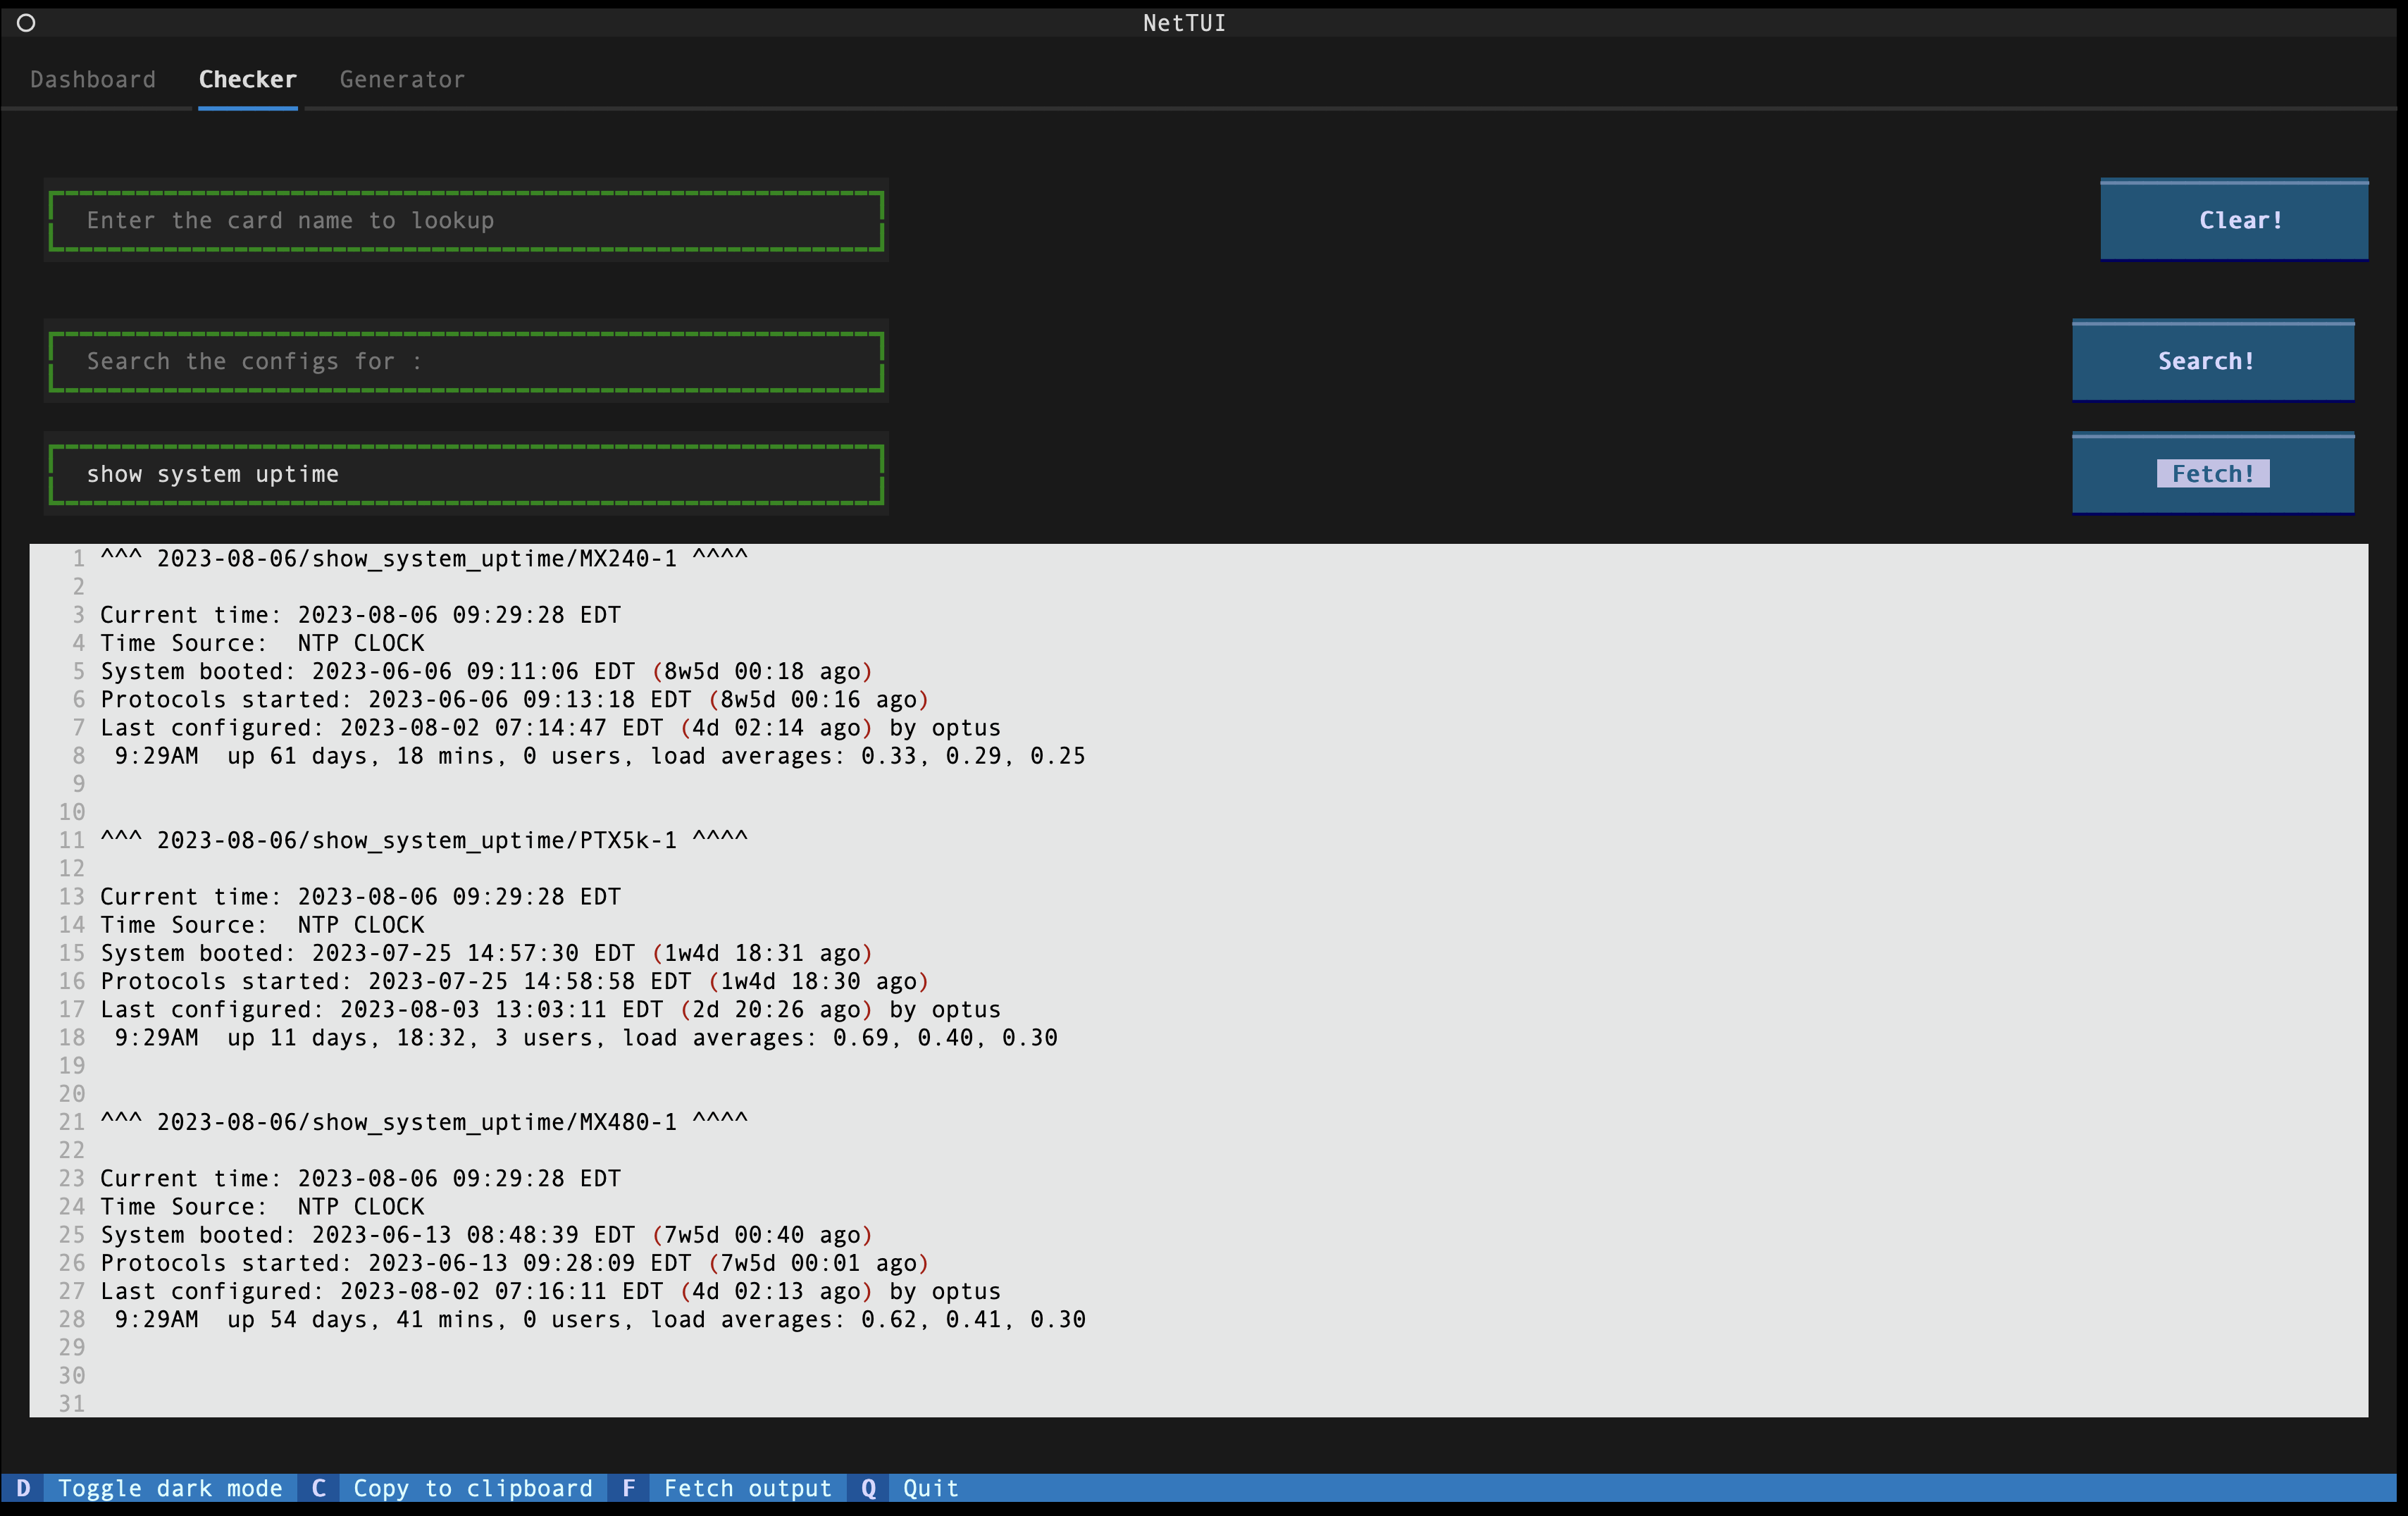 NetTUI
Dashboard Checker Generator
Enter the card name to lookup
Clear!
Search the configs for :
Search!
show system uptime
Fetch!
1 ^^^ 2023-08-06/show_system_uptime/MX240-1 ^^^^
2
3 Current time: 2023-08-06 09:29:28 EDT
4 Time Source:  NTP CLOCK
5 System booted: 2023-06-06 09:11:06 EDT (8w5d 00:18 ago)
6 Protocols started: 2023-06-06 09:13:18 EDT (8w5d 00:16 ago)
7 Last configured: 2023-08-02 07:14:47 EDT (4d 02:14 ago) by optus
8  9:29AM  up 61 days, 18 mins, 0 users, load averages: 0.33, 0.29, 0.25
9
10
11 ^^^ 2023-08-06/show_system_uptime/PTX5k-1 ^^^^
12
13 Current time: 2023-08-06 09:29:28 EDT
14 Time Source:  NTP CLOCK
15 System booted: 2023-07-25 14:57:30 EDT (1w4d 18:31 ago)
16 Protocols started: 2023-07-25 14:58:58 EDT (1w4d 18:30 ago)
17 Last configured: 2023-08-03 13:03:11 EDT (2d 20:26 ago) by optus
18  9:29AM  up 11 days, 18:32, 3 users, load averages: 0.69, 0.40, 0.30
19
20
21 ^^^ 2023-08-06/show_system_uptime/MX480-1 ^^^^
22
23 Current time: 2023-08-06 09:29:28 EDT
24 Time Source:  NTP CLOCK
25 System booted: 2023-06-13 08:48:39 EDT (7w5d 00:40 ago)
26 Protocols started: 2023-06-13 09:28:09 EDT (7w5d 00:01 ago)
27 Last configured: 2023-08-02 07:16:11 EDT (4d 02:13 ago) by optus
28  9:29AM  up 54 days, 41 mins, 0 users, load averages: 0.62, 0.41, 0.30
29
30
31
D Toggle dark mode C Copy to clipboard F Fetch output Q Quit